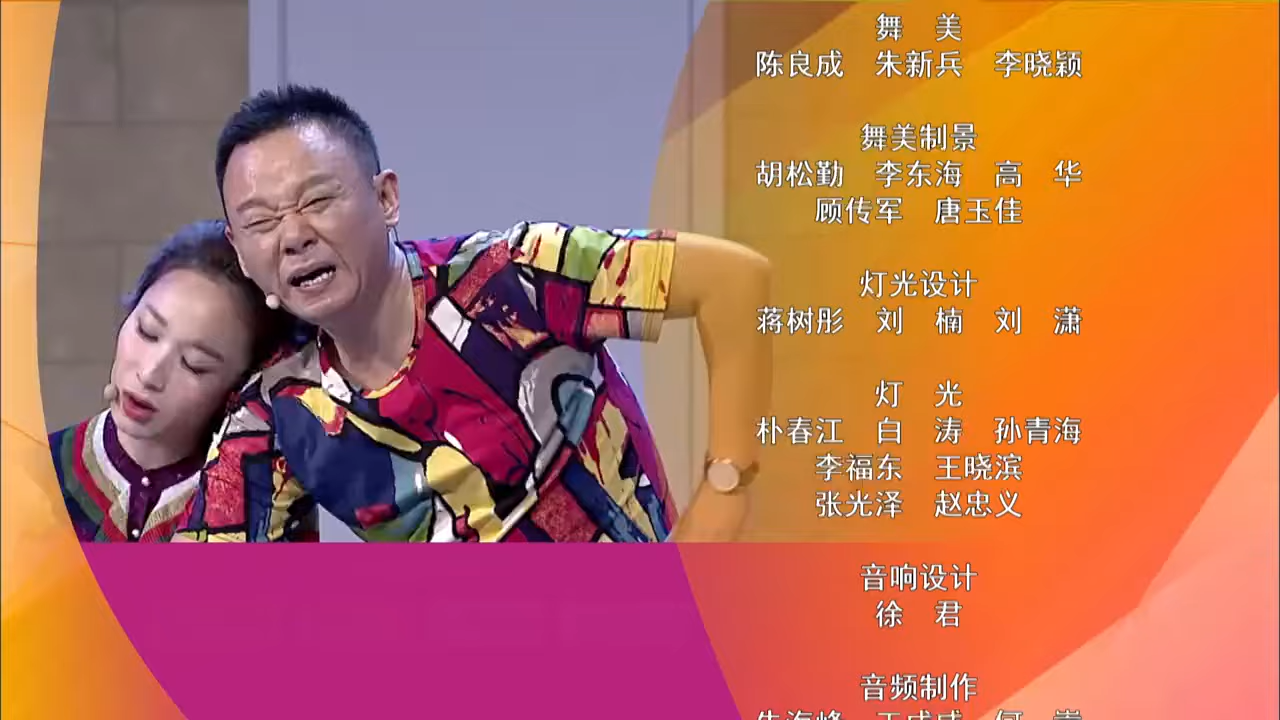 舞 美
陈良成 朱新兵 李晓颖
舞美制景
胡松勤 李东海 高 华
顾传军 唐玉佳
灯光设计
蒋树彤 刘 楠 刘 潇
灯 光
朴春江 白 涛 孙青海
李福东 王晓滨
张光泽 赵忠义
音响设计
徐 君
音频制作